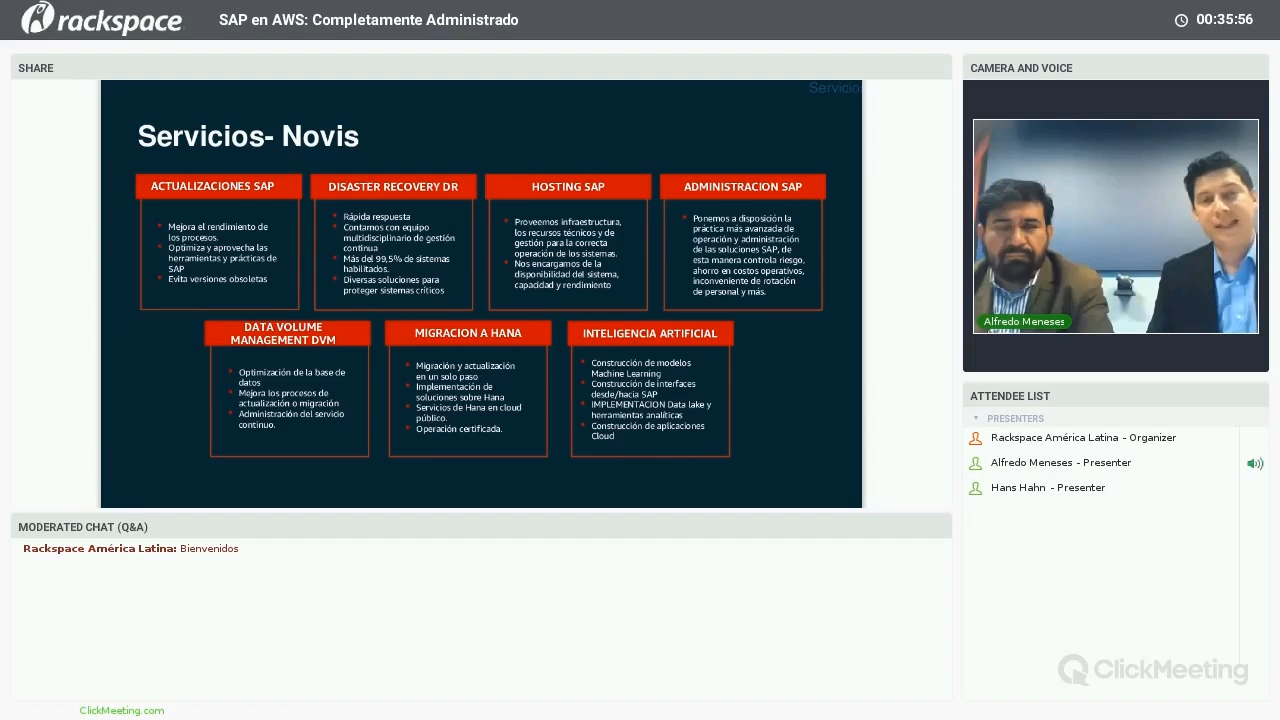 rackspace
SAP en AWS: Completamente Administrado
00:35:56
SHARE
Servicios
Servicios- Novis
ACTUALIZACIONES SAP
Mejora el rendimiento de
los procesos.
Optimiza y aprovecha las
herramientas y prácticas de
SAP
Evita versiones obsoletas
DISASTER RECOVERY DR
Rápida respuesta
Contamos con equipo
multidisciplinario de gestión
continua
Más del 99,5% de sistemas
habilitados.
Diversas soluciones para
proteger sistemas críticos
HOSTING SAP
Proveemos infraestructura,
los recursos técnicos y de
gestión para la correcta
operación de los sistemas.
Nos encargamos de la
disponibilidad del sistema,
capacidad y rendimiento
ADMINISTRACION SAP
Ponemos a disposición la
práctica más avanzada de
operación y administración
de las soluciones SAP, de
esta manera controla riesgo,
ahorro en costos operativos,
inconveniente de rotación
de personal y más.
DATA VOLUME
MANAGEMENT DVM
Optimización de la base de
datos
Mejora los procesos de
actualización o migración
Administración del servicio
continuo.
MIGRACION A HANA
Migración y actualización
en un solo paso
Implementación de
soluciones sobre Hana
Servicios de Hana en cloud
público.
Operación certificada.
INTELIGENCIA ARTIFICIAL
Construcción de modelos
Machine Learning
Construcción de interfaces
desde/hacia SAP
IMPLEMENTACION Data lake y
herramientas analíticas
Construcción de aplicaciones
Cloud
CAMERA AND VOICE
Alfredo Meneses
ATTENDEE LIST
PRESENTERS
Rackspace América Latina - Organizer
Alfredo Meneses - Presenter
Hans Hahn - Presenter
MODERATED CHAT (Q&A)
Rackspace América Latina: Bienvenidos
ClickMeeting
ClickMeeting.com